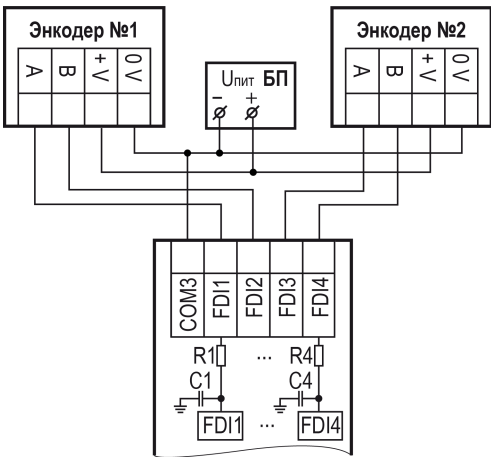 Энкодер №1
A
B
+V
0V
Uпит БП
− +
Энкодер №2
A
B
+V
0V
COM3
FDI1
FDI2
FDI3
FDI4
R1 ... R4
C1 C4
FDI1 ... FDI4